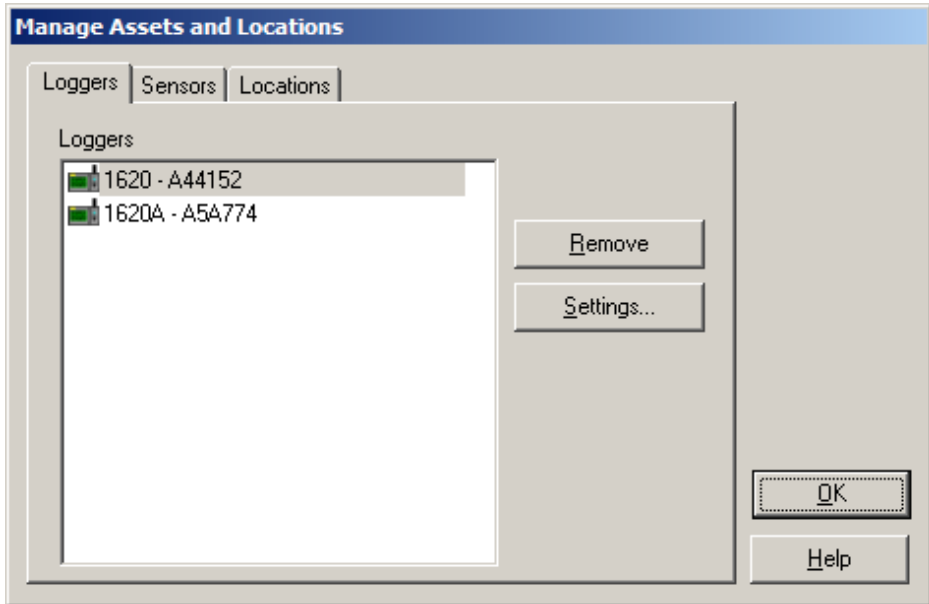 Manage Assets and Locations
Loggers Sensors Locations
Loggers
1620 - A44152
1620A - A5A774
Remove
Settings...
OK
Help